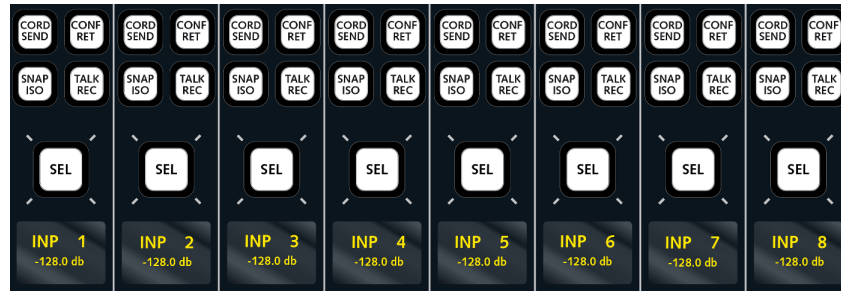 CORD SEND CONF RET CORD SEND CONF RET CORD SEND CONF RET CORD SEND CONF RET CORD SEND CONF RET CORD SEND CONF RET CORD SEND CONF RET CORD SEND CONF RET
SNAP ISO TALK REC SNAP ISO TALK REC SNAP ISO TALK REC SNAP ISO TALK REC SNAP ISO TALK REC SNAP ISO TALK REC SNAP ISO TALK REC SNAP ISO TALK REC
SEL SEL SEL SEL SEL SEL SEL SEL
INP 1 INP 2 INP 3 INP 4 INP 5 INP 6 INP 7 INP 8
-128.0 db -128.0 db -128.0 db -128.0 db -128.0 db -128.0 db -128.0 db -128.0 db